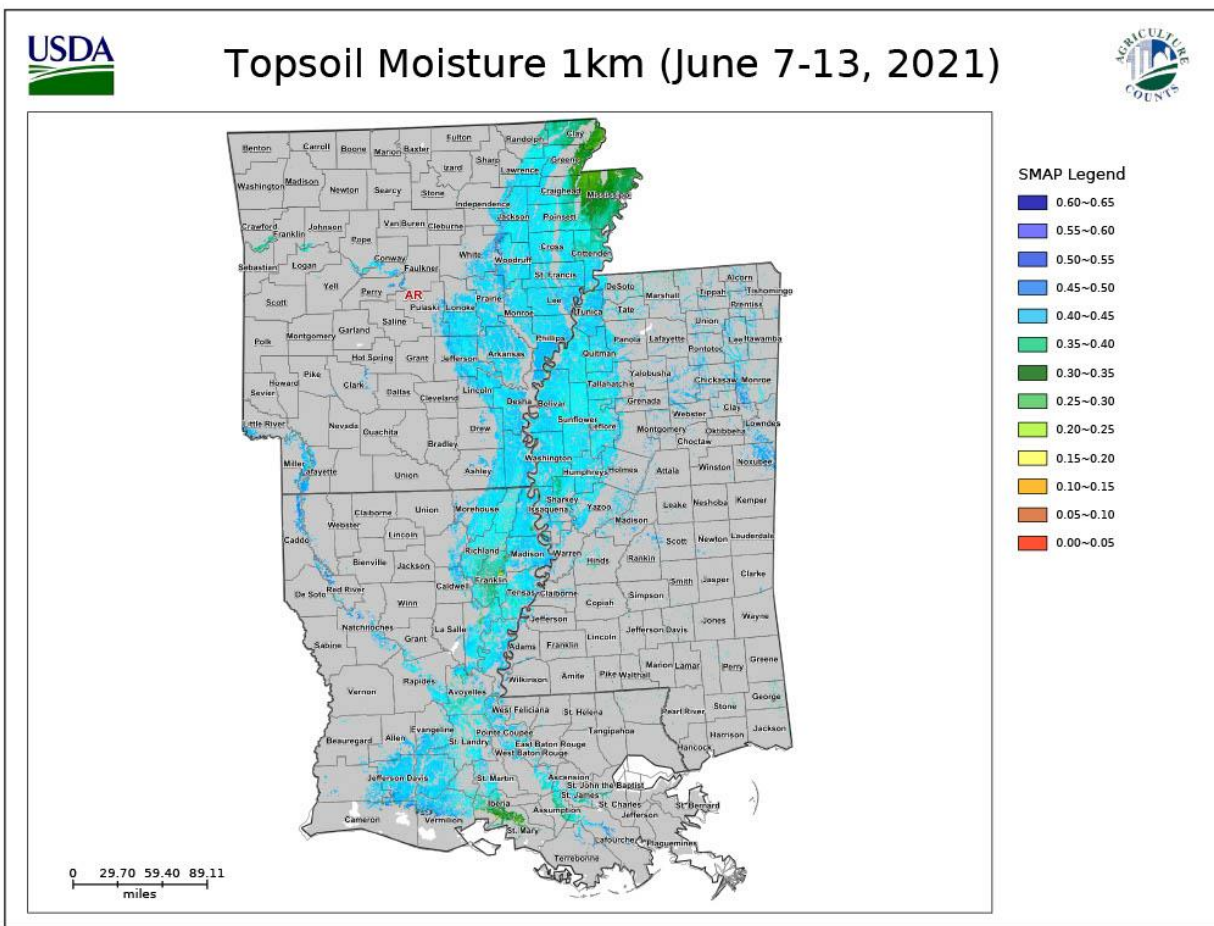 USDA
Topsoil Moisture 1km (June 7-13, 2021)
AGRICULTURE
COUNTS
SMAP Legend
0.60~0.65
0.55~0.60
0.50~0.55
0.45~0.50
0.40~0.45
0.35~0.40
0.30~0.35
0.25~0.30
0.20~0.25
0.15~0.20
0.10~0.15
0.05~0.10
0.00~0.05
Benton Carroll Boone Marion Baxter Fulton Randolph Clay
Washington Madison Newton Searcy Stone Izard Sharp Lawrence Greene
Independence Craighead Mississippi
Crawford Franklin Johnson Pope Van Buren Cleburne Jackson Poinsett
Sebastian Logan Conway Faulkner White Woodruff Cross Crittenden
Scott Yell Perry AR Pulaski Lonoke Prairie St. Francis Lee Monroe
Polk Montgomery Garland Saline Hot Spring Grant Jefferson Arkansas Phillips
Howard Pike Clark Dallas Cleveland Lincoln Desha
Sevier Little River Nevada Ouachita Bradley Drew
Miller Lafayette Union Ashley
DeSoto Marshall Tippah Alcorn Tishomingo Prentiss
Tunica Tate Union
Panola Lafayette Pontotoc Lee Itawamba
Quitman Yalobusha
Tallahatchie Chickasaw Monroe
Bolivar Grenada Clay
Sunflower Leflore Webster Lowndes
Montgomery Oktibbeha
Choctaw
Washington Humphreys Holmes Attala Winston Noxubee
Sharkey Issaquena Yazoo Madison Leake Neshoba Kemper
Warren Hinds Rankin Scott Newton Lauderdale
Claiborne Copiah Simpson Smith Jasper Clarke
Jefferson Lincoln Jefferson Davis Jones Wayne
Adams Franklin
Wilkinson Amite Pike Walthall Marion Lamar Perry Greene
Pearl River Stone George
Hancock Harrison Jackson
Caddo Webster Claiborne Lincoln Union Morehouse
Bienville Jackson Richland Madison
De Soto Red River Winn Caldwell Franklin Tensas
Sabine Natchitoches Grant La Salle
Vernon Rapides Avoyelles
West Feliciana St. Helena
Beauregard Allen Evangeline St. Landry Pointe Coupee East Baton Rouge Tangipahoa
West Baton Rouge
Jefferson Davis St. Martin Ascension St. John the Baptist
St. James
Cameron Vermilion Iberia Assumption St. Charles St. Bernard
St. Mary Jefferson
Lafourche Plaquemines
Terrebonne
0 29.70 59.40 89.11
miles